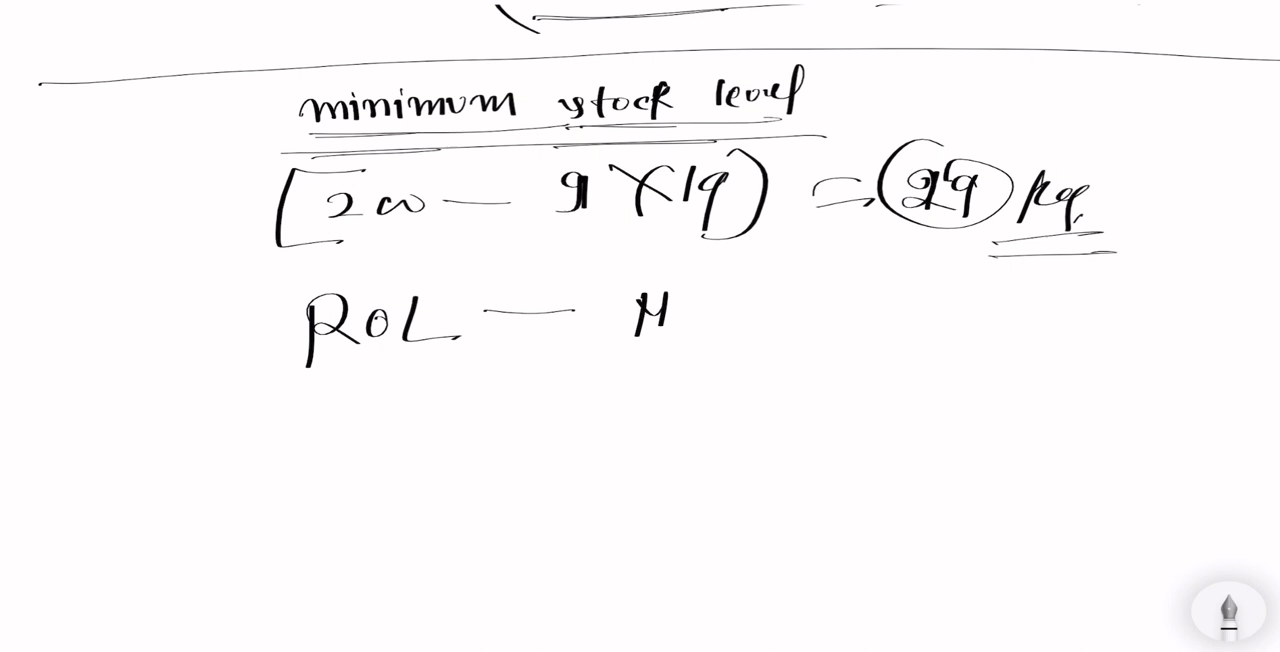 minimum stock level
[200 — 9 × 19) = (29) kg.
ROL — M